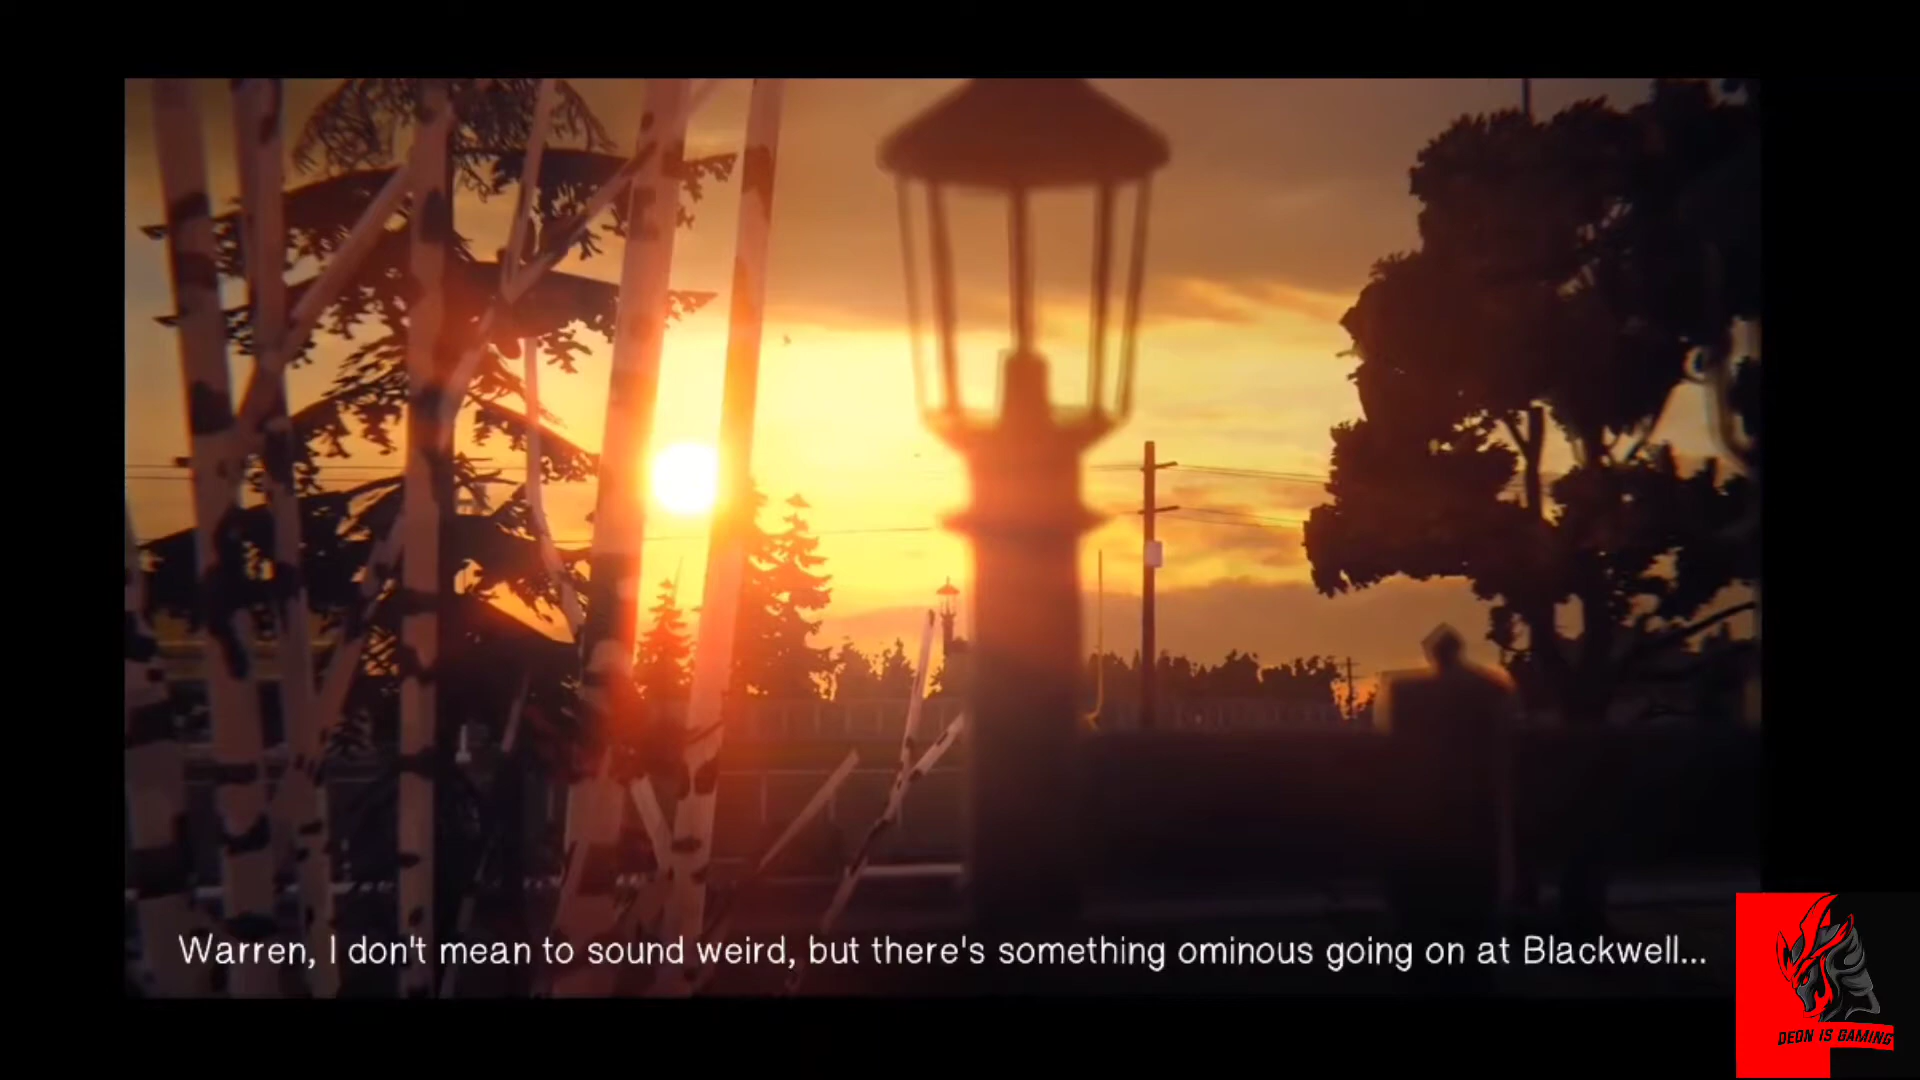 Warren, I don't mean to sound weird, but there's something ominous going on at Blackwell...
DEON IS GAMING